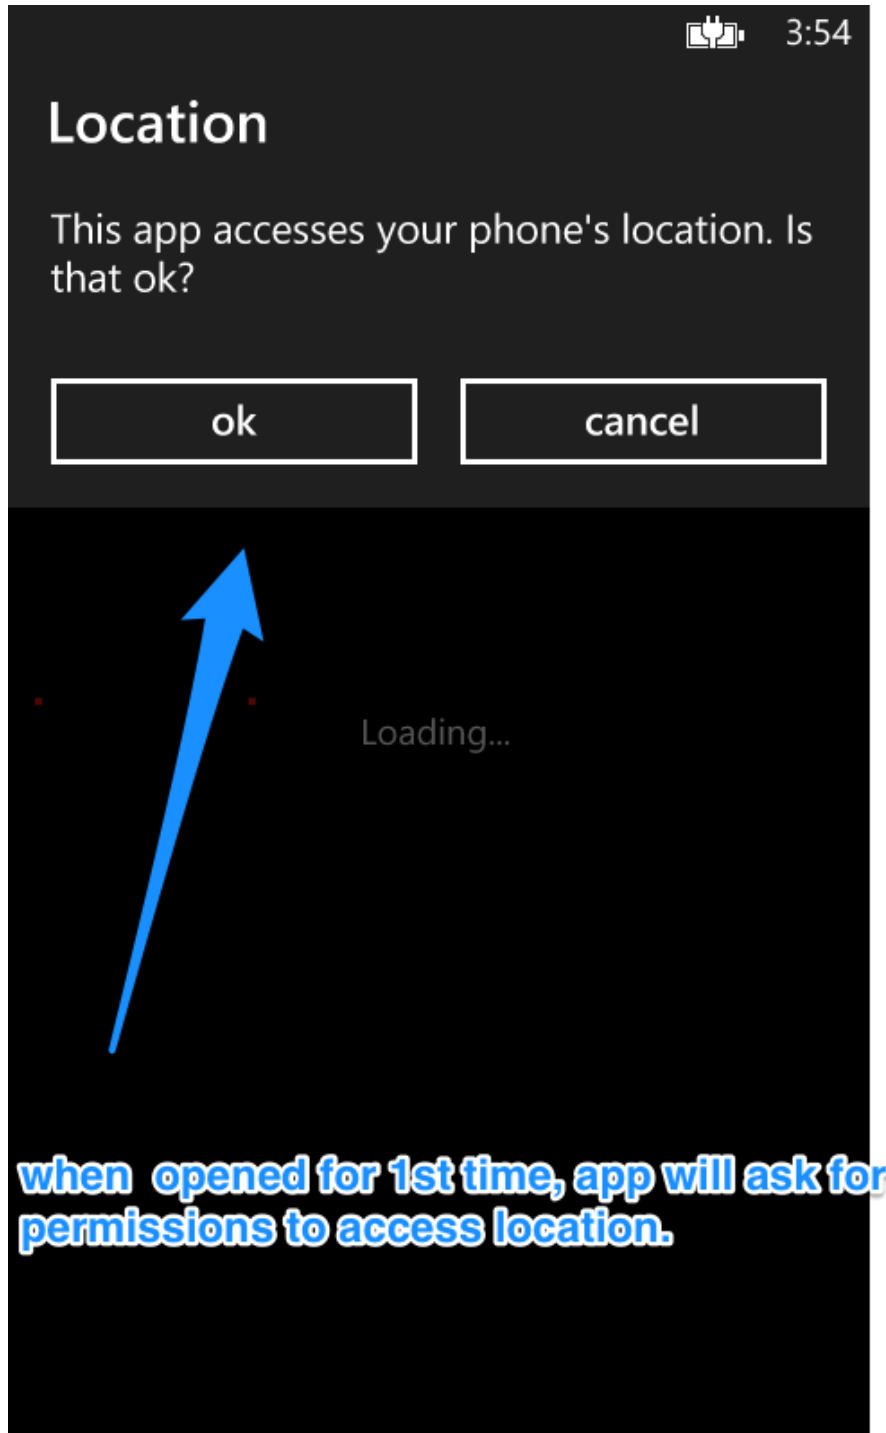 3:54
Location
This app accesses your phone's location. Is
that ok?
ok
cancel
Loading...
when  opened for 1st time, app will ask for
permissions to access location.